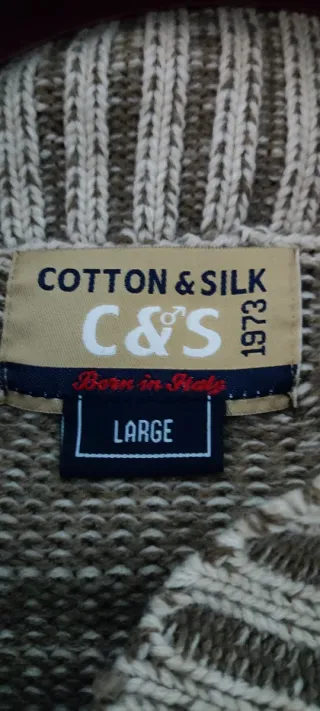 COTTON & SILK
C&S
1973
Born in Italy
LARGE